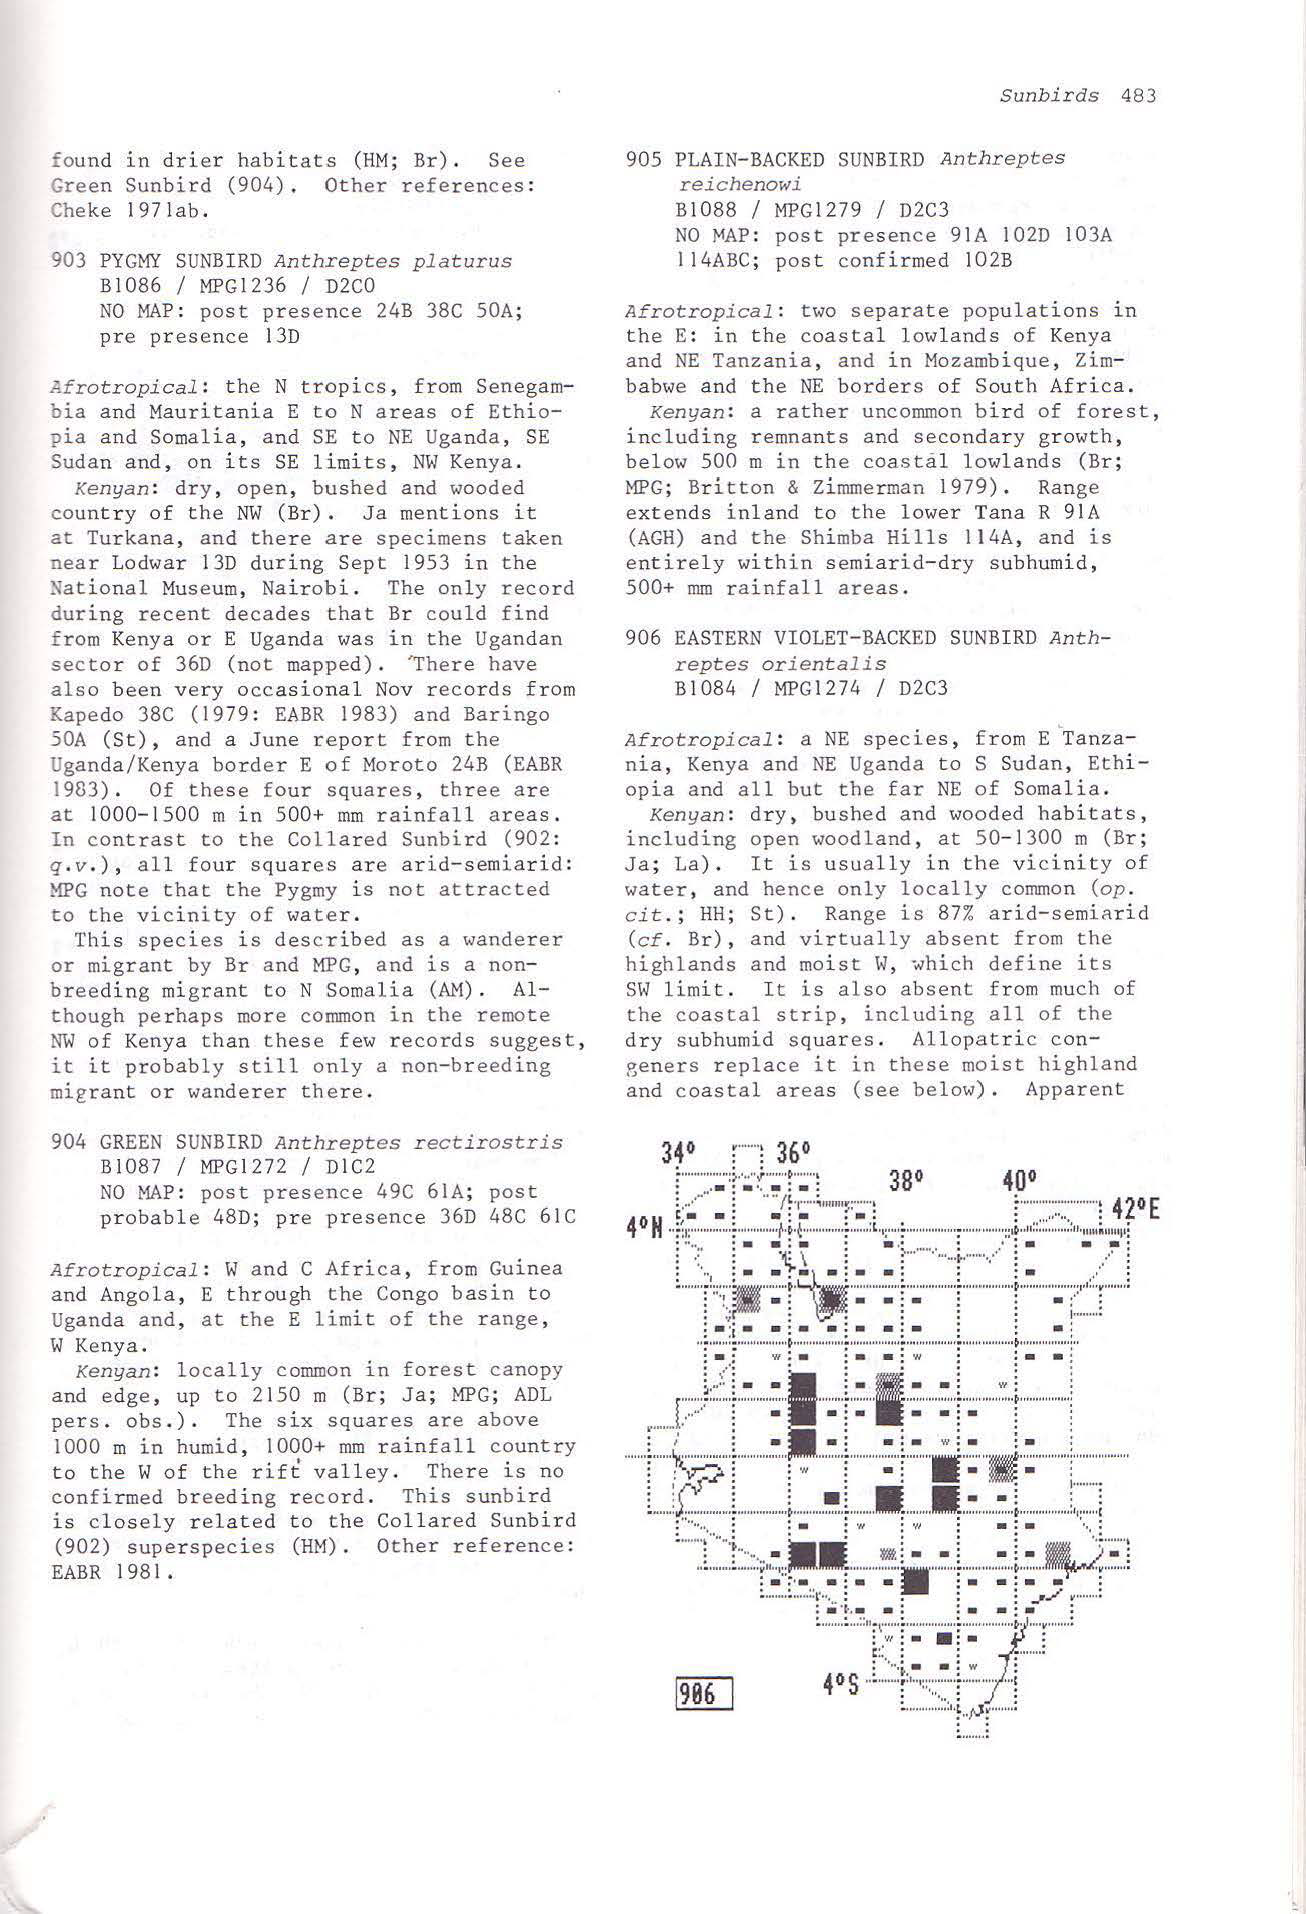 Sunbirds 483
found in drier habitats (HM; Br). See
Green Sunbird (904). Other references:
Cheke 1971ab.
903 PYGMY SUNBIRD Anthreptes platurus
B1086 / MPG1236 / D2C0
NO MAP: post presence 24B 38C 50A;
pre presence 13D
Afrotropical: the N tropics, from Senegam-
bia and Mauritania E to N areas of Ethio-
pia and Somalia, and SE to NE Uganda, SE
Sudan and, on its SE limits, NW Kenya.
Kenyan: dry, open, bushed and wooded
country of the NW (Br). Ja mentions it
at Turkana, and there are specimens taken
near Lodwar 13D during Sept 1953 in the
National Museum, Nairobi. The only record
during recent decades that Br could find
from Kenya or E Uganda was in the Ugandan
sector of 36D (not mapped). There have
also been very occasional Nov records from
Kapedo 38C (1979: EABR 1983) and Baringo
50A (St), and a June report from the
Uganda/Kenya border E of Moroto 24B (EABR
1983). Of these four squares, three are
at 1000-1500 m in 500+ mm rainfall areas.
In contrast to the Collared Sunbird (902:
q.v.), all four squares are arid-semiarid:
MPG note that the Pygmy is not attracted
to the vicinity of water.
This species is described as a wanderer
or migrant by Br and MPG, and is a non-
breeding migrant to N Somalia (AM). Al-
though perhaps more common in the remote
NW of Kenya than these few records suggest,
it it probably still only a non-breeding
migrant or wanderer there.
904 GREEN SUNBIRD Anthreptes rectirostris
B1087 / MPG1272 / D1C2
NO MAP: post presence 49C 61A; post
probable 48D; pre presence 36D 48C 61C
Afrotropical: W and C Africa, from Guinea
and Angola, E through the Congo basin to
Uganda and, at the E limit of the range,
W Kenya.
Kenyan: locally common in forest canopy
and edge, up to 2150 m (Br; Ja; MPG; ADL
pers. obs.). The six squares are above
1000 m in humid, 1000+ mm rainfall country
to the W of the rift valley. There is no
confirmed breeding record. This sunbird
is closely related to the Collared Sunbird
(902) superspecies (HM). Other reference:
EABR 1981.
905 PLAIN-BACKED SUNBIRD Anthreptes
reichenowi
B1088 / MPG1279 / D2C3
NO MAP: post presence 91A 102D 103A
114ABC; post confirmed 102B
Afrotropical: two separate populations in
the E: in the coastal lowlands of Kenya
and NE Tanzania, and in Mozambique, Zim-
babwe and the NE borders of South Africa.
Kenyan: a rather uncommon bird of forest,
including remnants and secondary growth,
below 500 m in the coastal lowlands (Br;
MPG; Britton & Zimmerman 1979). Range
extends inland to the lower Tana R 91A
(AGH) and the Shimba Hills 114A, and is
entirely within semiarid-dry subhumid,
500+ mm rainfall areas.
906 EASTERN VIOLET-BACKED SUNBIRD Anth-
reptes orientalis
B1084 / MPG1274 / D2C3
Afrotropical: a NE species, from E Tanza-
nia, Kenya and NE Uganda to S Sudan, Ethi-
opia and all but the far NE of Somalia.
Kenyan: dry, bushed and wooded habitats,
including open woodland, at 50-1300 m (Br;
Ja; La). It is usually in the vicinity of
water, and hence only locally common (op.
cit.; HH; St). Range is 87% arid-semiarid
(cf. Br), and virtually absent from the
highlands and moist W, which define its
SW limit. It is also absent from much of
the coastal strip, including all of the
dry subhumid squares. Allopatric con-
geners replace it in these moist highland
and coastal areas (see below). Apparent
34° 36°
38° 40°
4°N 42°E
W W
W
W
W
W W
W
W
4°S
906